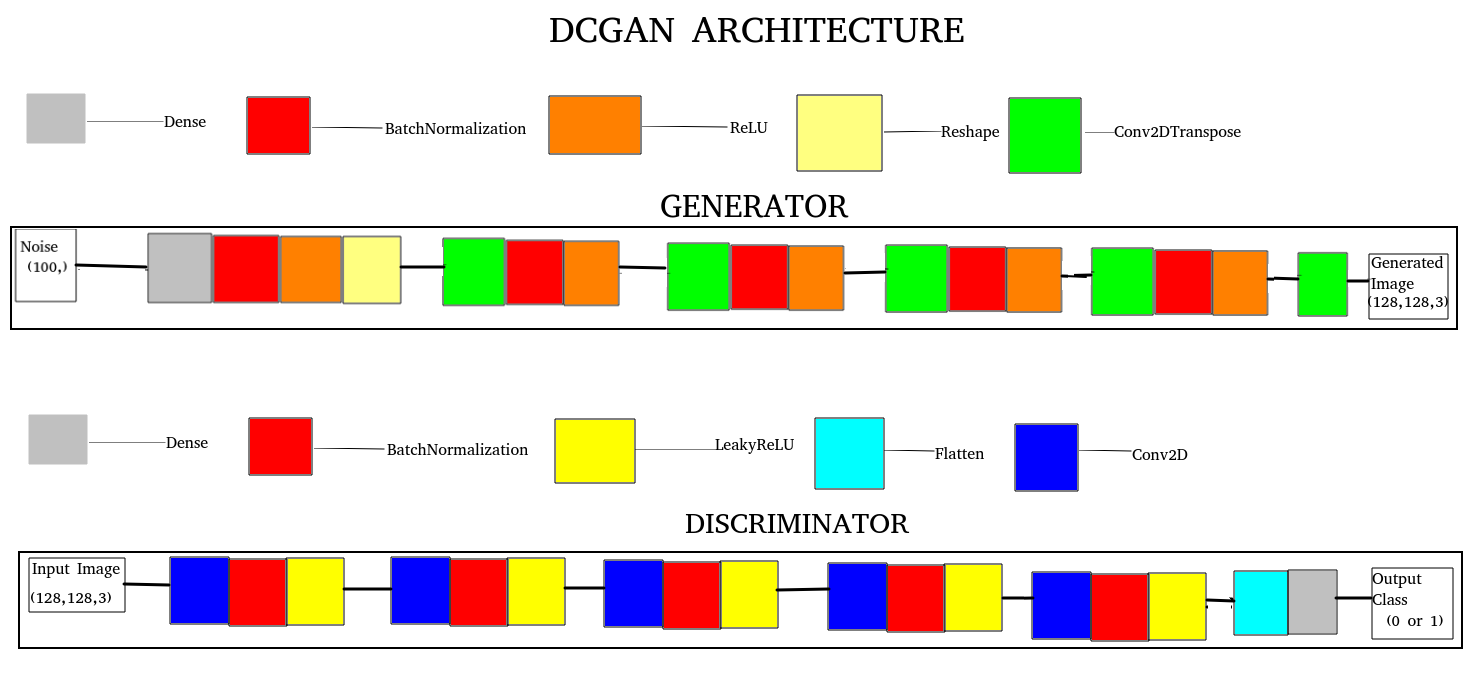 DCGAN ARCHITECTURE
Dense
BatchNormalization
ReLU
Reshape
Conv2DTranspose
GENERATOR
Noise
(100,)
Generated
Image
(128,128,3)
Dense
BatchNormalization
LeakyReLU
Flatten
Conv2D
DISCRIMINATOR
Input Image
(128,128,3)
Output
Class
(0 or 1)